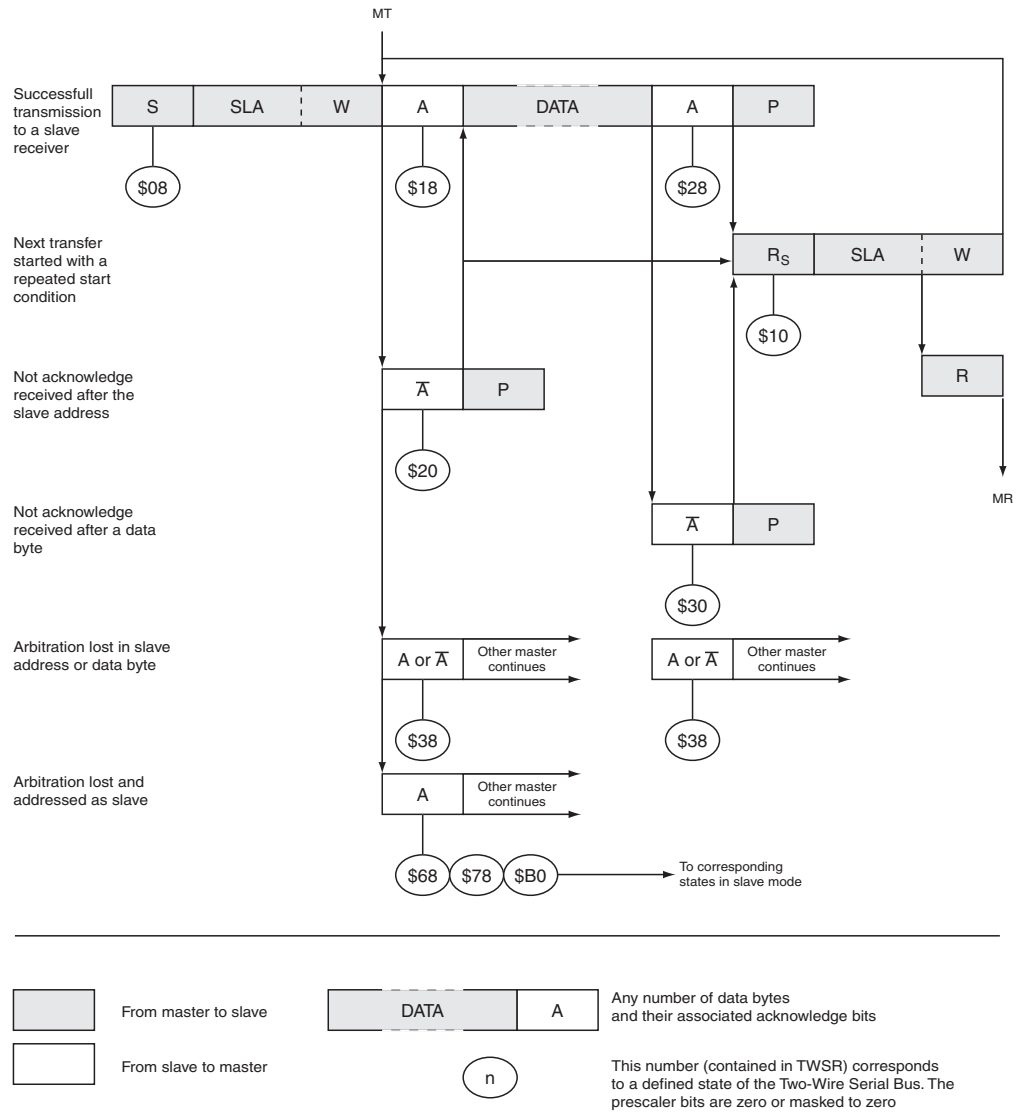 MT
Successfull
transmission
to a slave
receiver
S SLA W A DATA A P
$08 $18 $28
Next transfer
started with a
repeated start
condition
RS SLA W
$10
Not acknowledge
received after the
slave address
A̅ P
R
$20
MR
Not acknowledge
received after a data
byte
A̅ P
$30
Arbitration lost in slave
address or data byte
A or A̅ Other master
continues
A or A̅ Other master
continues
$38 $38
Arbitration lost and
addressed as slave
A Other master
continues
$68 $78 $B0
To corresponding
states in slave mode
From master to slave
DATA A
Any number of data bytes
and their associated acknowledge bits
From slave to master
n
This number (contained in TWSR) corresponds
to a defined state of the Two-Wire Serial Bus. The
prescaler bits are zero or masked to zero